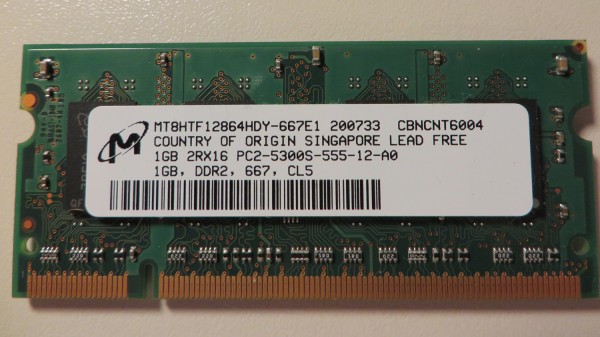 MT8HTF12864HDY-667E1 200733 CBNCNT6004
COUNTRY OF ORIGIN SINGAPORE LEAD FREE
1GB 2RX16 PC2-5300S-555-12-A0
1GB, DDR2, 667, CL5